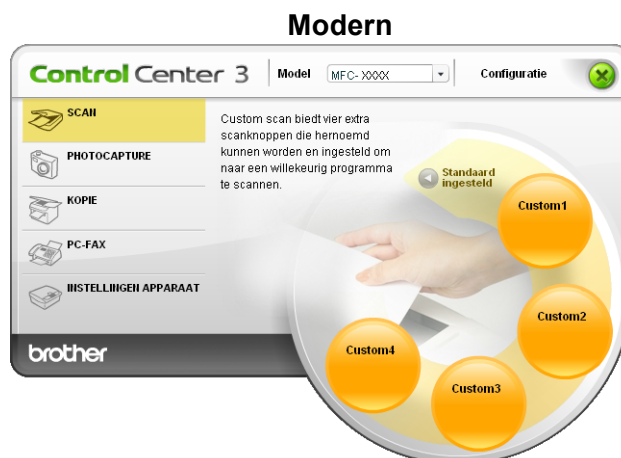 Modern
Control Center 3
Model
MFC-XXXX
Configuratie
SCAN
PHOTOCAPTURE
KOPIE
PC-FAX
INSTELLINGEN APPARAAT
Custom scan biedt vier extra
scanknoppen die hernoemd
kunnen worden en ingesteld om
naar een willekeurig programma
te scannen.
Standaard
ingesteld
Custom1
Custom2
Custom3
Custom4
brother